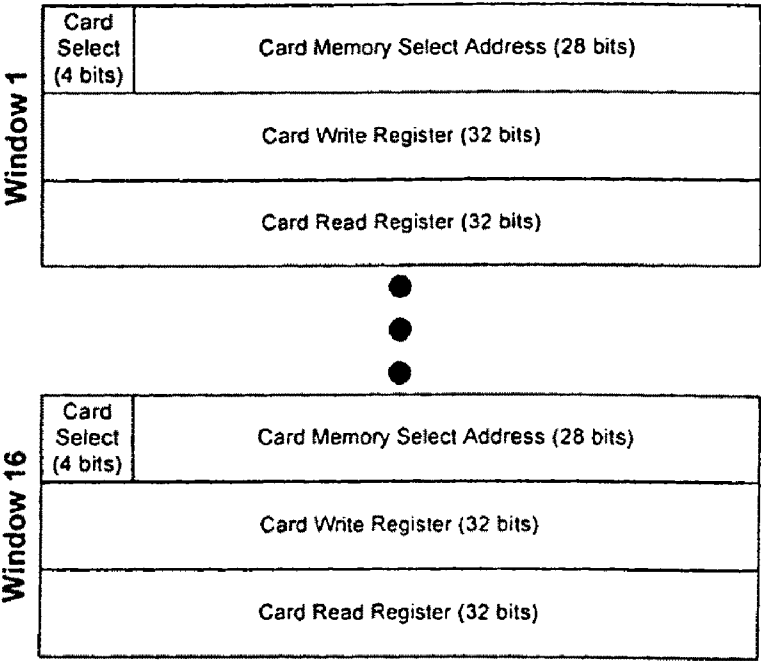 Window 1
Card
Select
(4 bits)
Card Memory Select Address (28 bits)
Card Write Register (32 bits)
Card Read Register (32 bits)
Window 16
Card
Select
(4 bits)
Card Memory Select Address (28 bits)
Card Write Register (32 bits)
Card Read Register (32 bits)